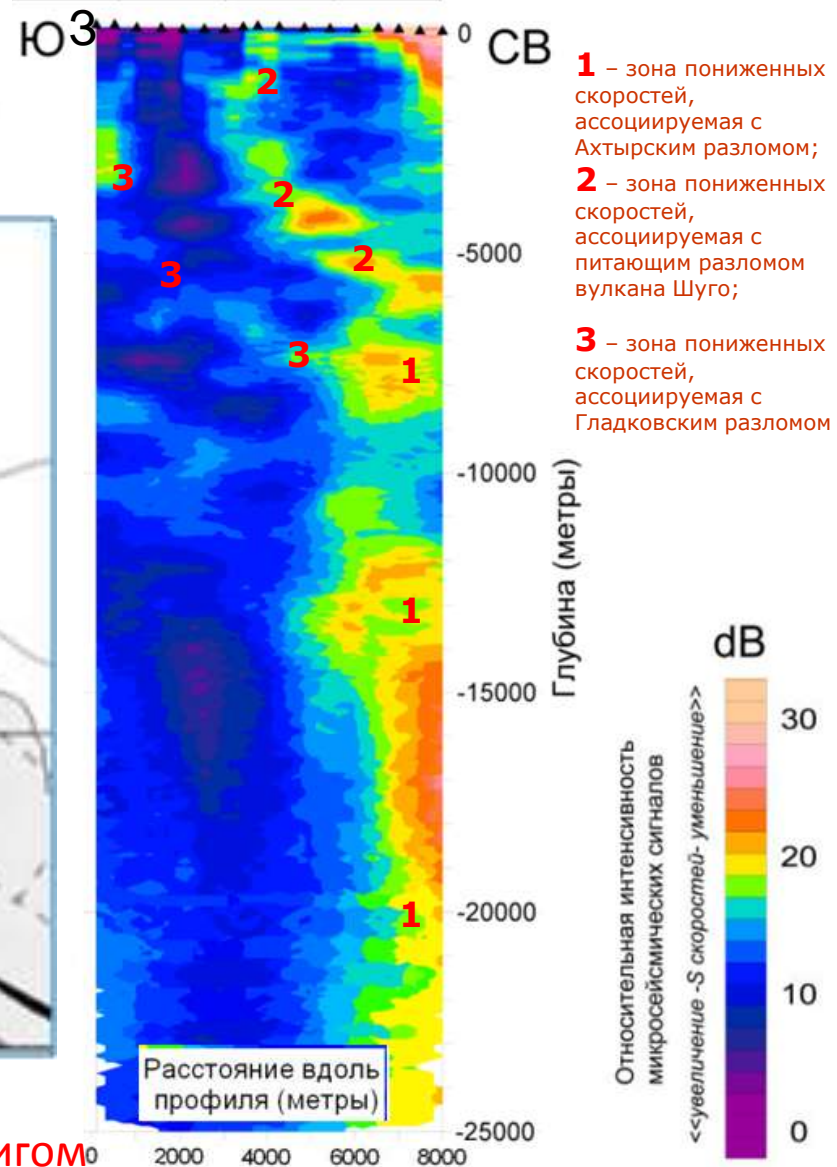 ЮЗ
СВ
0
-5000
-10000
-15000
-20000
-25000
Глубина (метры)
3
2
2
2
3
3
1
1
1
Расстояние вдоль
профиля (метры)
0 2000 4000 6000 8000
игом
1 – зона пониженных
скоростей,
ассоциируемая с
Ахтырским разломом;
2 – зона пониженных
скоростей,
ассоциируемая с
питающим разломом
вулкана Шуго;
3 – зона пониженных
скоростей,
ассоциируемая с
Гладковским разломом
dB
30
20
10
0
Относительная интенсивность
микросейсмических сигналов
<<увеличение -S скоростей- уменьшение>>